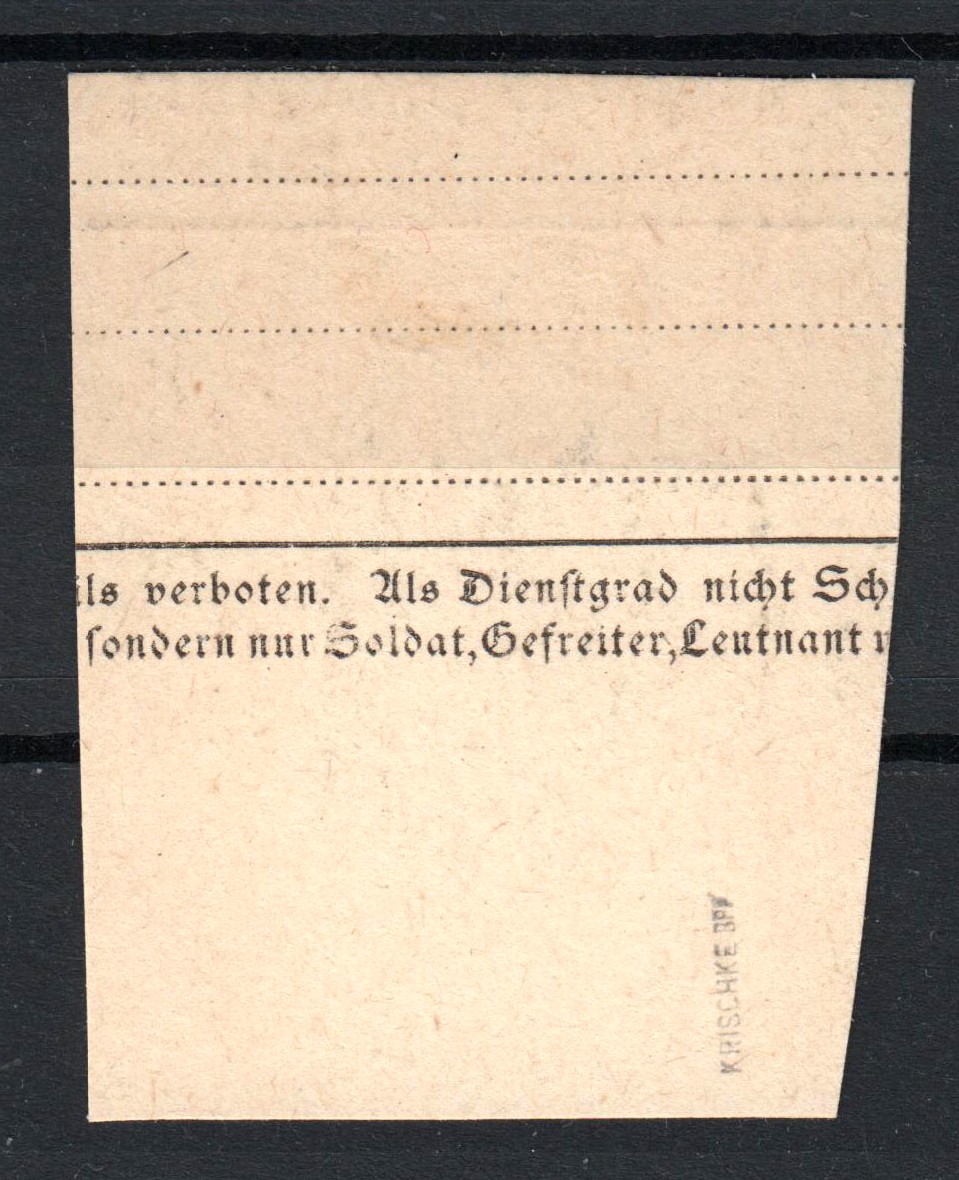 ils verboten. Als Dienstgrad nicht Sch
sondern nur Soldat, Gefreiter, Leutnant
KRISCHKE BPP